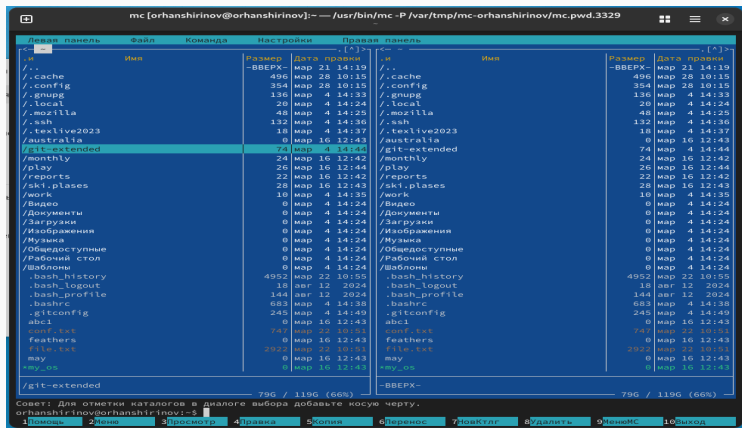 mc [orhanshirinov@orhanshirinov]:~ — /usr/bin/mc -P /var/tmp/mc-orhanshirinov/mc.pwd.3329
Левая панель Файл Команда Настройки Правая панель
<— ~ .[^]> <— ~ .[^]>
.и Имя Размер Дата правки .и Имя Размер Дата правки
/.. -ВВЕРХ- мар 21 14:19 /.. -ВВЕРХ- мар 21 14:19
/.cache 496 мар 28 10:15 /.cache 496 мар 28 10:15
/.config 354 мар 28 10:15 /.config 354 мар 28 10:15
/.gnupg 136 мар 4 14:33 /.gnupg 136 мар 4 14:33
/.local 20 мар 4 14:24 /.local 20 мар 4 14:24
/.mozilla 48 мар 4 14:25 /.mozilla 48 мар 4 14:25
/.ssh 132 мар 4 14:36 /.ssh 132 мар 4 14:36
/.texlive2023 18 мар 4 14:37 /.texlive2023 18 мар 4 14:37
/australia 0 мар 16 12:43 /australia 0 мар 16 12:43
/git-extended 74 мар 4 14:44 /git-extended 74 мар 4 14:44
/monthly 24 мар 16 12:42 /monthly 24 мар 16 12:42
/play 26 мар 16 12:44 /play 26 мар 16 12:44
/reports 22 мар 16 12:42 /reports 22 мар 16 12:42
/ski.plases 28 мар 16 12:43 /ski.plases 28 мар 16 12:43
/work 10 мар 4 14:35 /work 10 мар 4 14:35
/Видео 0 мар 4 14:24 /Видео 0 мар 4 14:24
/Документы 0 мар 4 14:24 /Документы 0 мар 4 14:24
/Загрузки 0 мар 4 14:24 /Загрузки 0 мар 4 14:24
/Изображения 0 мар 4 14:24 /Изображения 0 мар 4 14:24
/Музыка 0 мар 4 14:24 /Музыка 0 мар 4 14:24
/Общедоступные 0 мар 4 14:24 /Общедоступные 0 мар 4 14:24
/Рабочий стол 0 мар 4 14:24 /Рабочий стол 0 мар 4 14:24
/Шаблоны 0 мар 4 14:24 /Шаблоны 0 мар 4 14:24
.bash_history 4952 мар 22 10:55 .bash_history 4952 мар 22 10:55
.bash_logout 18 авг 12 2024 .bash_logout 18 авг 12 2024
.bash_profile 144 авг 12 2024 .bash_profile 144 авг 12 2024
.bashrc 683 мар 4 14:38 .bashrc 683 мар 4 14:38
.gitconfig 245 мар 4 14:49 .gitconfig 245 мар 4 14:49
abc1 0 мар 16 12:43 abc1 0 мар 16 12:43
conf.txt 747 мар 22 10:51 conf.txt 747 мар 22 10:51
feathers 0 мар 16 12:43 feathers 0 мар 16 12:43
file.txt 2922 мар 22 10:51 file.txt 2922 мар 22 10:51
may 0 мар 16 12:43 may 0 мар 16 12:43
*my_os 0 мар 16 12:43 *my_os 0 мар 16 12:43
/git-extended -ВВЕРХ-
79G / 119G (66%) 79G / 119G (66%)
Совет: Для отметки каталогов в диалоге выбора добавьте косую черту.
orhanshirinov@orhanshirinov:~$
1Помощь 2Меню 3Просмотр 4Правка 5Копия 6Перенос 7НовКтлг 8Удалить 9МенюMC 10Выход